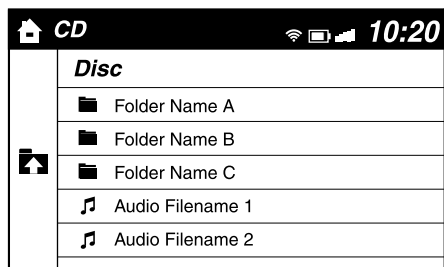 CD 10:20
Disc
Folder Name A
Folder Name B
Folder Name C
Audio Filename 1
Audio Filename 2